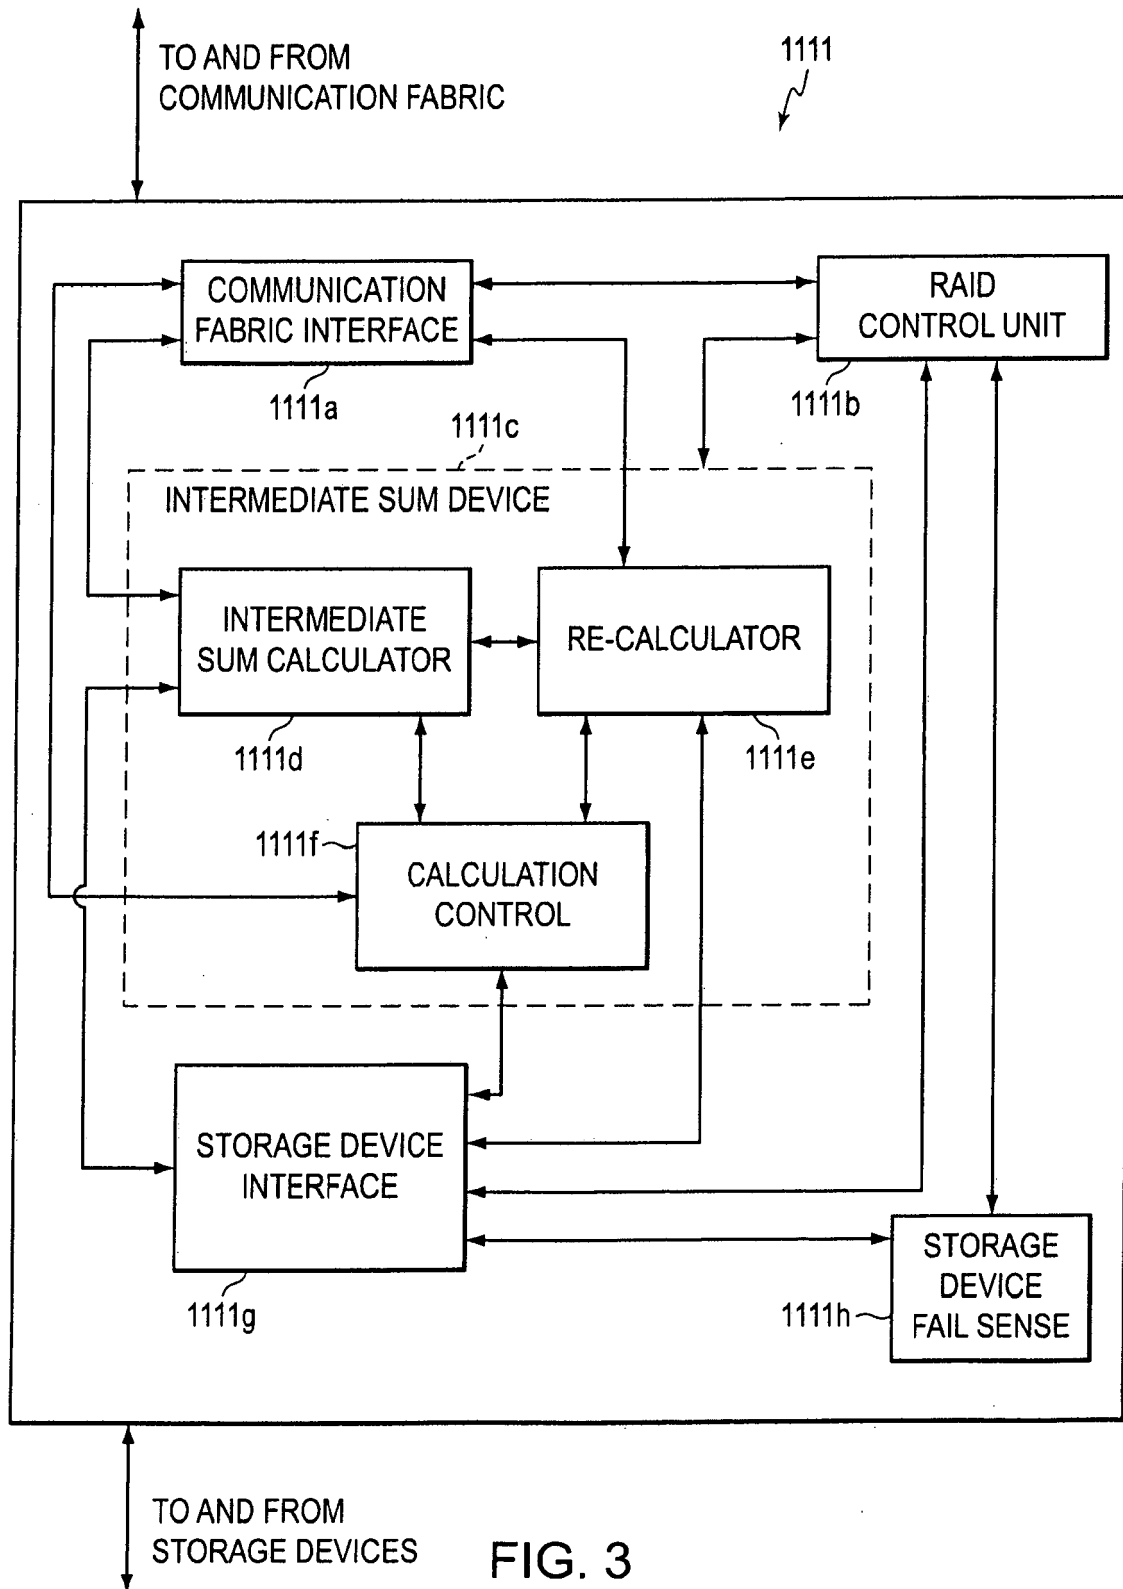 TO AND FROM
COMMUNICATION FABRIC
1111
COMMUNICATION
FABRIC INTERFACE
1111a
RAID
CONTROL UNIT
1111b
1111c
INTERMEDIATE SUM DEVICE
INTERMEDIATE
SUM CALCULATOR
1111d
RE-CALCULATOR
1111e
1111f
CALCULATION
CONTROL
STORAGE DEVICE
INTERFACE
1111g
STORAGE
DEVICE
FAIL SENSE
1111h
TO AND FROM
STORAGE DEVICES
FIG. 3